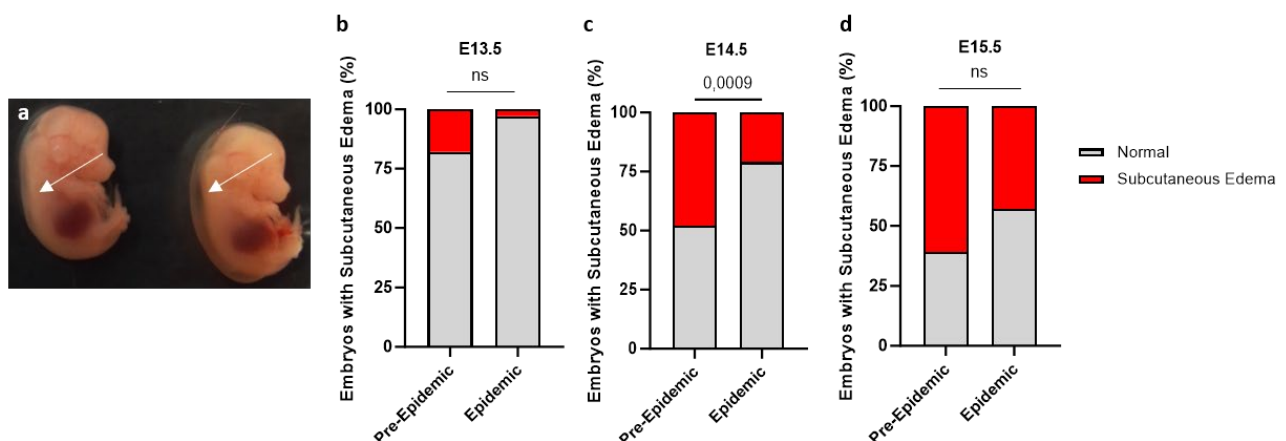 a
b
E13.5
ns
Embryos with Subcutaneous Edema (%)
100
75
50
25
0
Pre-Epidemic
Epidemic
c
E14.5
0,0009
Embryos with Subcutaneous Edema (%)
100
75
50
25
0
Pre-Epidemic
Epidemic
d
E15.5
ns
Embryos with Subcutaneous Edema (%)
100
75
50
25
0
Pre-Epidemic
Epidemic
Normal
Subcutaneous Edema